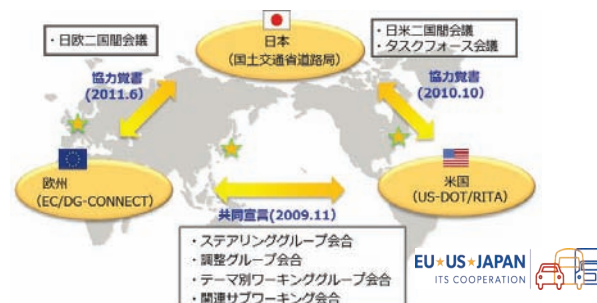 ・日欧二国間会議
日本
(国土交通省道路局)
・日米二国間会議
・タスクフォース会議
協力覚書
(2011.6)
協力覚書
(2010.10)
欧州
(EC/DG-CONNECT)
米国
(US-DOT/RITA)
共同宣言(2009.11)
・ステアリンググループ会合
・調整グループ会合
・テーマ別ワーキンググループ会合
・関連サブワーキング会合
EU★US★JAPAN
ITS COOPERATION